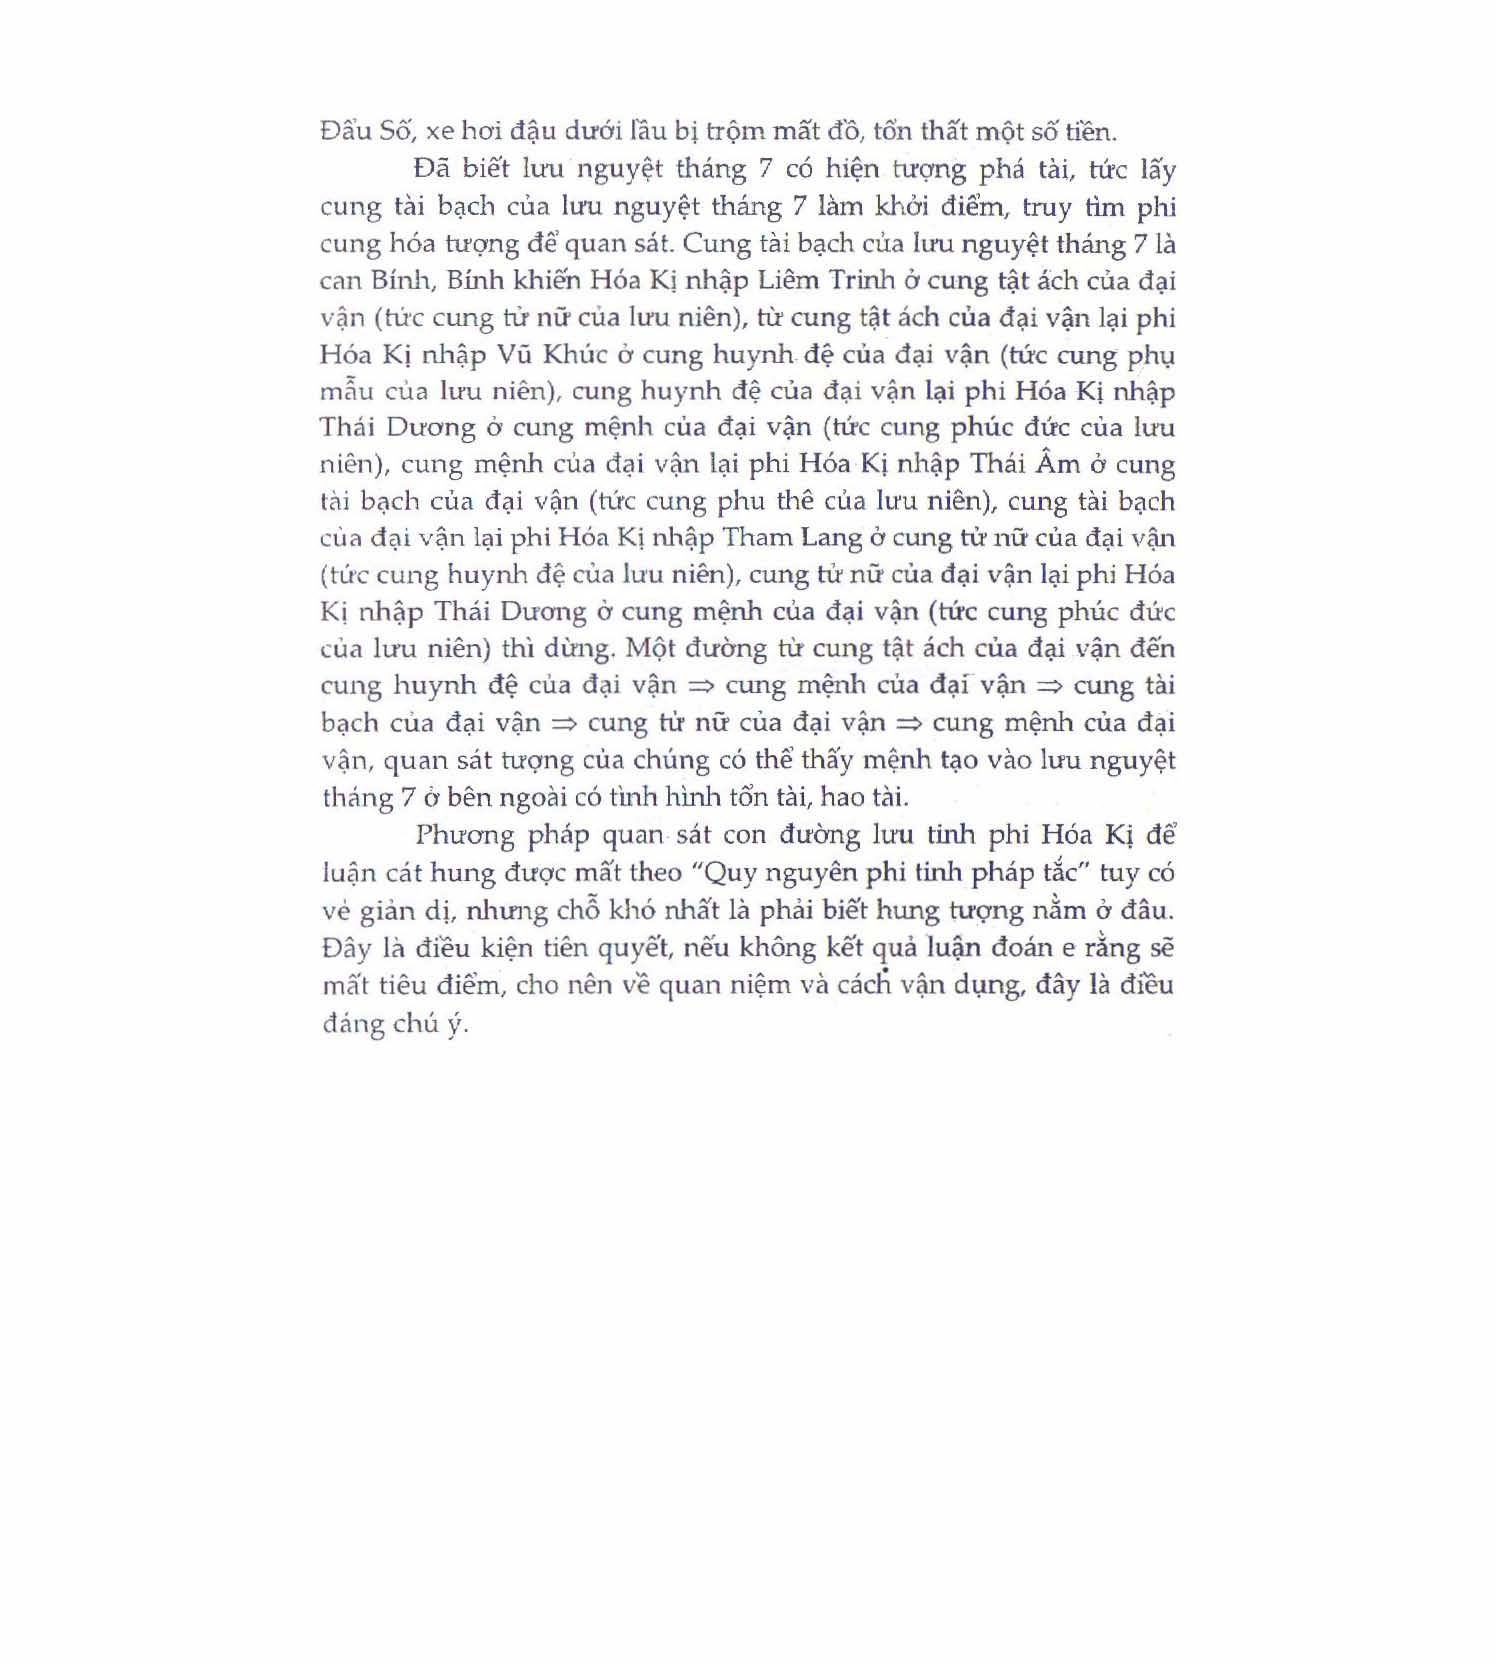 Đẩu Số, xe hơi đậu dưới lầu bị trộm mất đồ, tổn thất một số tiền.
Đã biết lưu nguyệt tháng 7 có hiện tượng phá tài, tức lấy
cung tài bạch của lưu nguyệt tháng 7 làm khởi điểm, truy tìm phi
cung hóa tượng để quan sát. Cung tài bạch của lưu nguyệt tháng 7 là
can Bính, Bính khiến Hóa Kị nhập Liêm Trinh ở cung tật ách của đại
vận (tức cung tử nữ của lưu niên), từ cung tật ách của đại vận lại phi
Hóa Kị nhập Vũ Khúc ở cung huynh đệ của đại vận (tức cung phụ
mẫu của lưu niên), cung huynh đệ của đại vận lại phi Hóa Kị nhập
Thái Dương ở cung mệnh của đại vận (tức cung phúc đức của lưu
niên), cung mệnh của đại vận lại phi Hóa Kị nhập Thái Âm ở cung
tài bạch của đại vận (tức cung phu thê của lưu niên), cung tài bạch
của đại vận lại phi Hóa Kị nhập Tham Lang ở cung tử nữ của đại vận
(tức cung huynh đệ của lưu niên), cung tử nữ của đại vận lại phi Hóa
Kị nhập Thái Dương ở cung mệnh của đại vận (tức cung phúc đức
của lưu niên) thì dừng. Một đường từ cung tật ách của đại vận đến
cung huynh đệ của đại vận ⇒ cung mệnh của đại vận ⇒ cung tài
bạch của đại vận ⇒ cung tử nữ của đại vận ⇒ cung mệnh của đại
vận, quan sát tượng của chúng có thể thấy mệnh tạo vào lưu nguyệt
tháng 7 ở bên ngoài có tình hình tổn tài, hao tài.
Phương pháp quan sát con đường lưu tinh phi Hóa Kị để
luận cát hung được mất theo "Quy nguyên phi tinh pháp tắc" tuy có
vẻ giản dị, nhưng chỗ khó nhất là phải biết hung tượng nằm ở đâu.
Đây là điều kiện tiên quyết, nếu không kết quả luận đoán e rằng sẽ
mất tiêu điểm, cho nên về quan niệm và cách vận dụng, đây là điều
đáng chú ý.